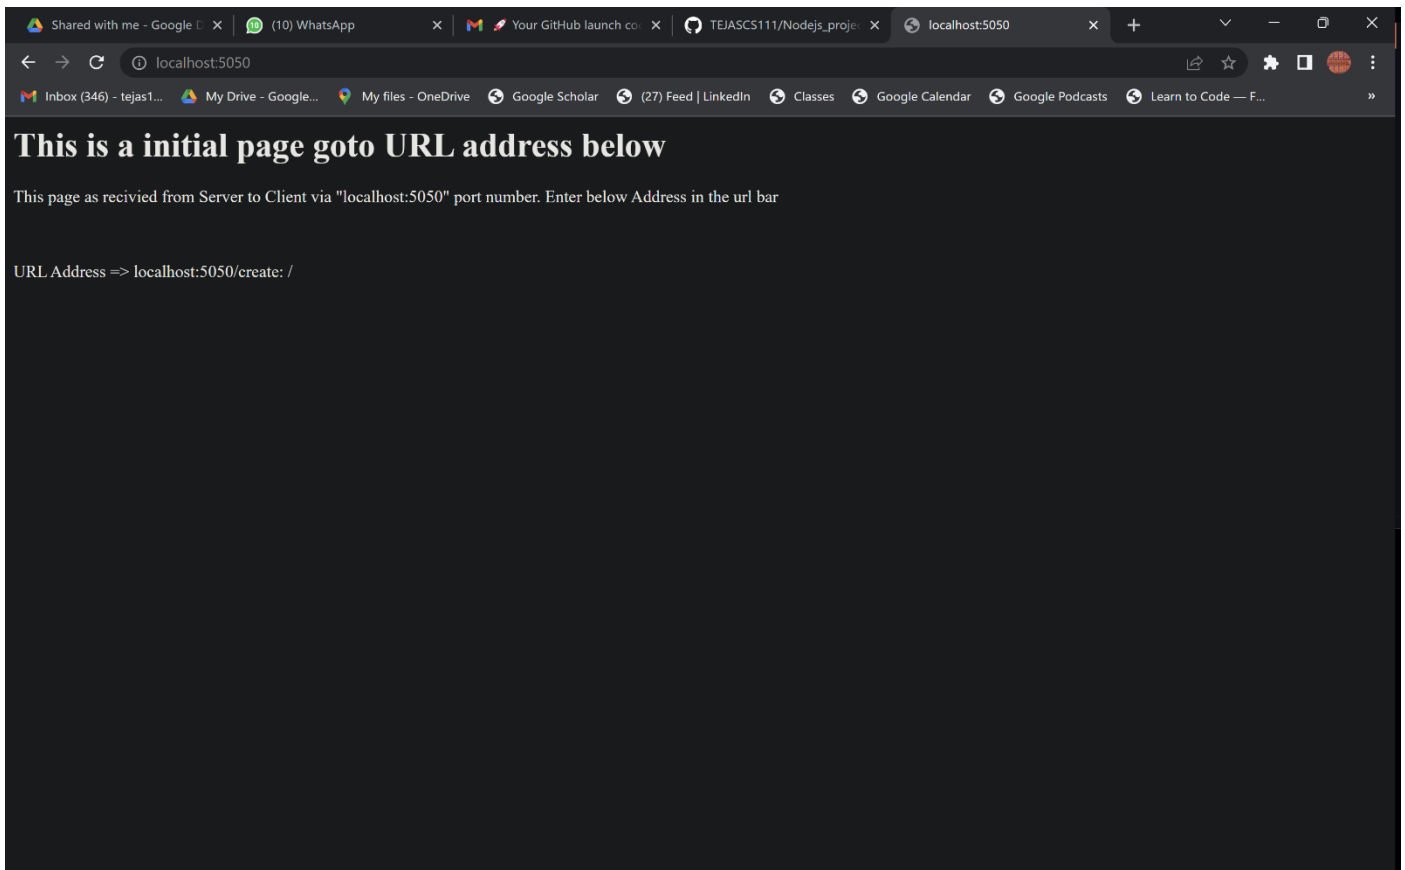 Shared with me - Google D
(10) WhatsApp
Your GitHub launch co
TEJASCS111/Nodejs_proje
localhost:5050
localhost:5050
Inbox (346) - tejas1...
My Drive - Google...
My files - OneDrive
Google Scholar
(27) Feed | LinkedIn
Classes
Google Calendar
Google Podcasts
Learn to Code — F...
This is a initial page goto URL address below
This page as recivied from Server to Client via "localhost:5050" port number. Enter below Address in the url bar
URL Address => localhost:5050/create: /